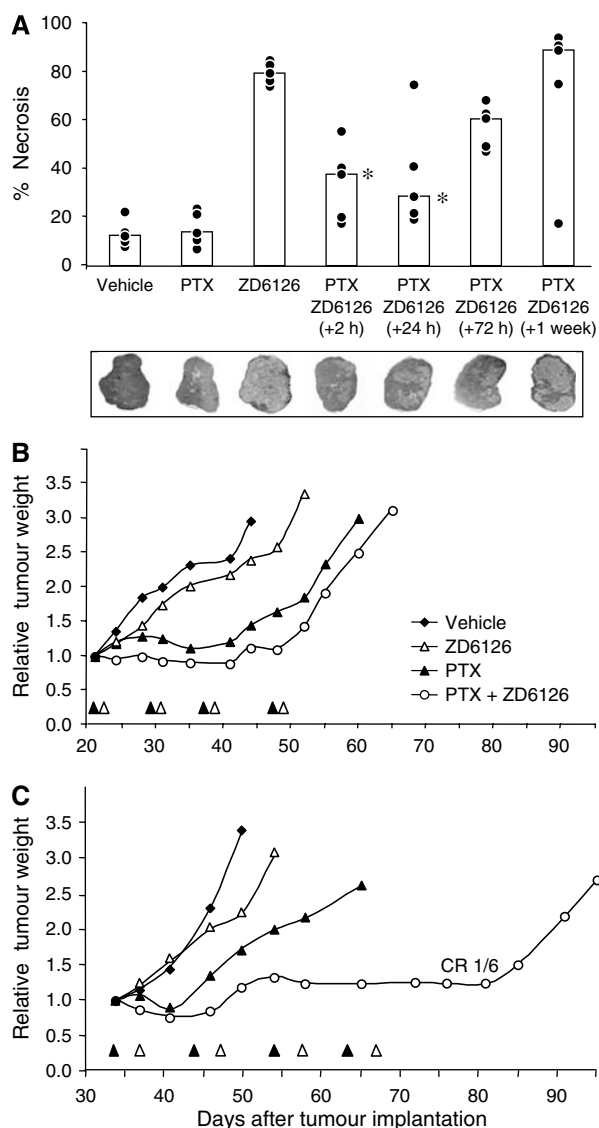 A
% Necrosis
100
80
60
40
20
0
*
*
Vehicle PTX ZD6126 PTX PTX PTX PTX
ZD6126 ZD6126 ZD6126 ZD6126
(+2 h) (+24 h) (+72 h) (+1 week)
B
Relative tumour weight
3.5
3.0
2.5
2.0
1.5
1.0
0.5
0.0
Vehicle
ZD6126
PTX
PTX + ZD6126
20 30 40 50 60 70 80 90
C
Relative tumour weight
3.5
3.0
2.5
2.0
1.5
1.0
0.5
0.0
CR 1/6
30 40 50 60 70 80 90
Days after tumour implantation